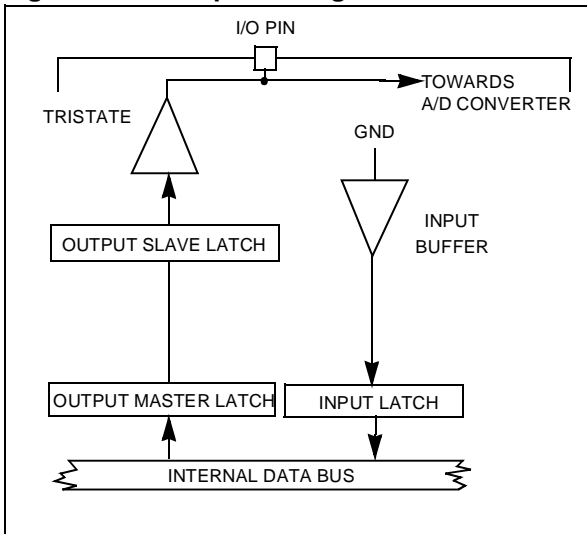 I/O PIN
TOWARDS
A/D CONVERTER
TRISTATE
GND
INPUT
BUFFER
OUTPUT SLAVE LATCH
OUTPUT MASTER LATCH
INPUT LATCH
INTERNAL DATA BUS